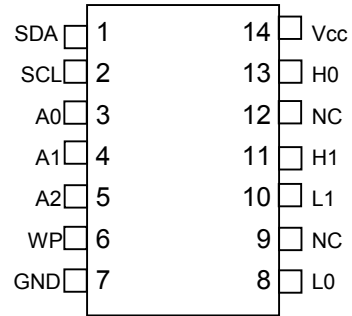 SDA 1 14 Vcc
SCL 2 13 H0
A0 3 12 NC
A1 4 11 H1
A2 5 10 L1
WP 6 9 NC
GND 7 8 L0